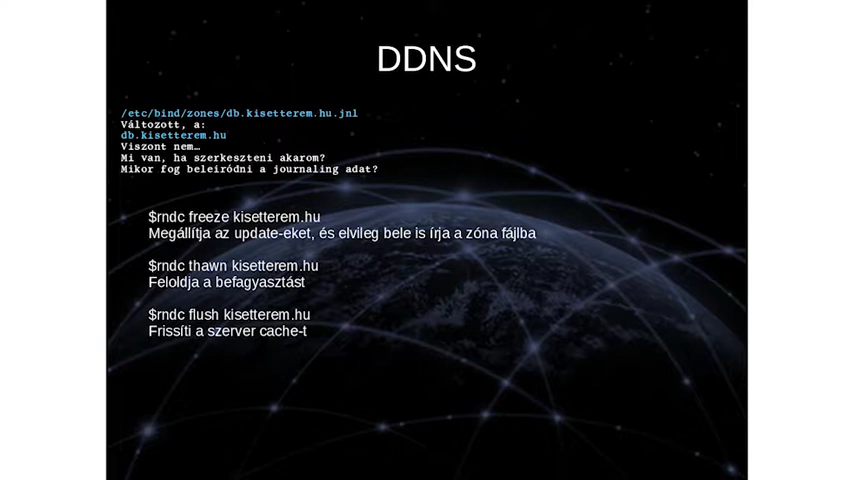 DDNS
/etc/bind/zones/db.kisetterem.hu.jnl
Változott, a:
db.kisetterem.hu
Viszont nem…
Mi van, ha szerkeszteni akarom?
Mikor fog beleíródni a journaling adat?
$rndc freeze kisetterem.hu
Megállítja az update-eket, és elvileg bele is írja a zóna fájlba
$rndc thawn kisetterem.hu
Feloldja a befagyasztást
$rndc flush kisetterem.hu
Frissíti a szerver cache-t